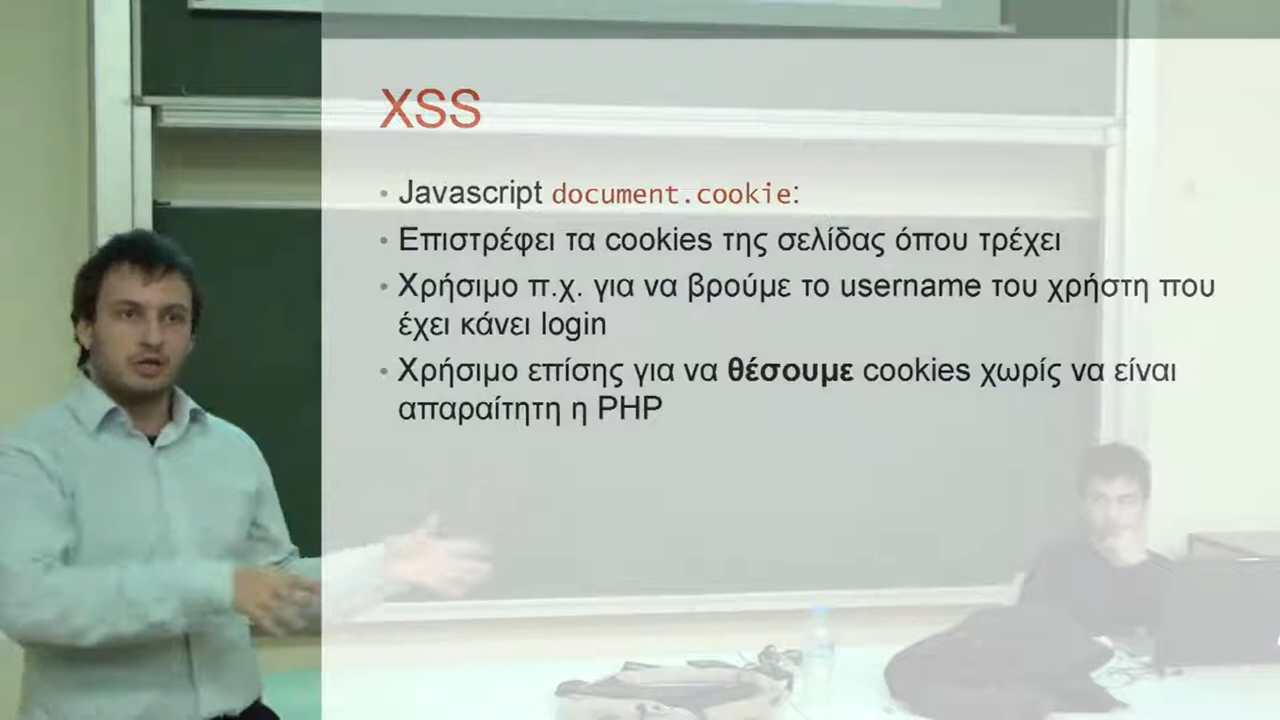 XSS
• Javascript document.cookie:
• Επιστρέφει τα cookies της σελίδας όπου τρέχει
• Χρήσιμο π.χ. για να βρούμε το username του χρήστη που
έχει κάνει login
• Χρήσιμο επίσης για να θέσουμε cookies χωρίς να είναι
απαραίτητη η PHP